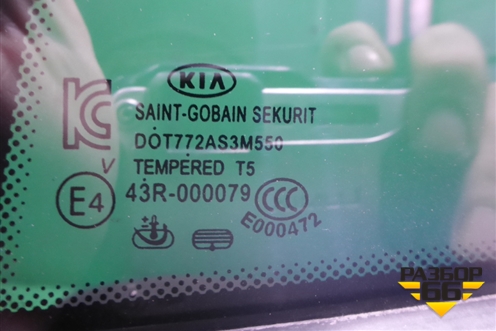 KIA
SAINT-GOBAIN SEKURIT
DOT772AS3M550
TEMPERED T5
V
43R-000079
E4
CCC
E000472
РАЗБОР
66